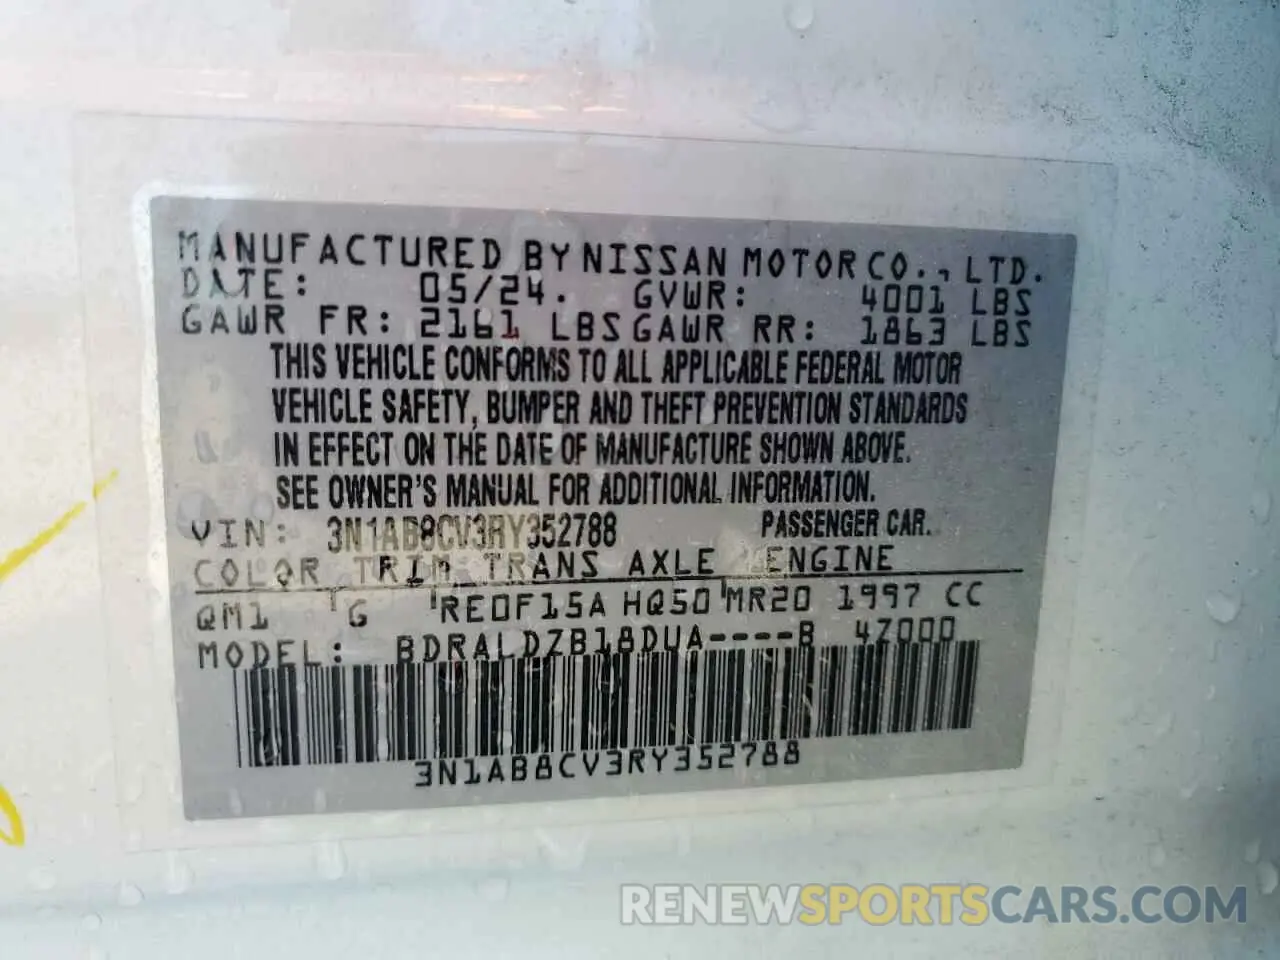 MANUFACTURED BY NISSAN MOTOR CO., LTD.
DATE: 05/24. GVWR: 4001 LBS
GAWR FR: 2161 LBS GAWR RR: 1863 LBS
THIS VEHICLE CONFORMS TO ALL APPLICABLE FEDERAL MOTOR
VEHICLE SAFETY, BUMPER AND THEFT PREVENTION STANDARDS
IN EFFECT ON THE DATE OF MANUFACTURE SHOWN ABOVE.
SEE OWNER'S MANUAL FOR ADDITIONAL INFORMATION.
VIN: 3N1AB8CV3RY352788 PASSENGER CAR.
COLOR TRIM TRANS AXLE ENGINE
QM1 G RE0F15A HQ50 MR20 1997 CC
MODEL: BDRALDZB18DUA----B 4Z000
3N1AB8CV3RY352788
RENEWSPORTSCARS.COM